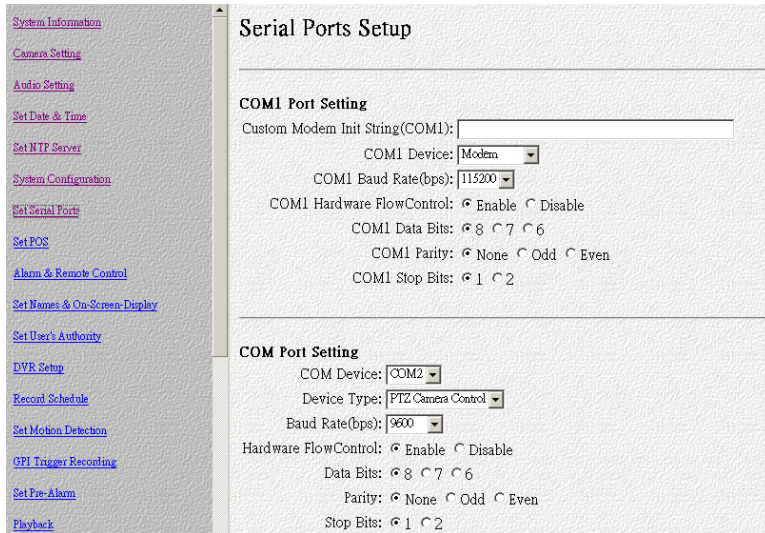 System Information
Camera Setting
Audio Setting
Set Date & Time
Set NTP Server
System Configuration
Set Serial Ports
Set POS
Alarm & Remote Control
Set Names & On-Screen-Display
Set User's Authority
DVR Setup
Record Schedule
Set Motion Detection
GPI Trigger Recording
Set Pre-Alarm
Playback
Serial Ports Setup
COM1 Port Setting
Custom Modem Init String(COM1):
COM1 Device: Modem
COM1 Baud Rate(bps): 115200
COM1 Hardware FlowControl: Enable Disable
COM1 Data Bits: 8 7 6
COM1 Parity: None Odd Even
COM1 Stop Bits: 1 2
COM Port Setting
COM Device: COM2
Device Type: PTZ Camera Control
Baud Rate(bps): 9600
Hardware FlowControl: Enable Disable
Data Bits: 8 7 6
Parity: None Odd Even
Stop Bits: 1 2